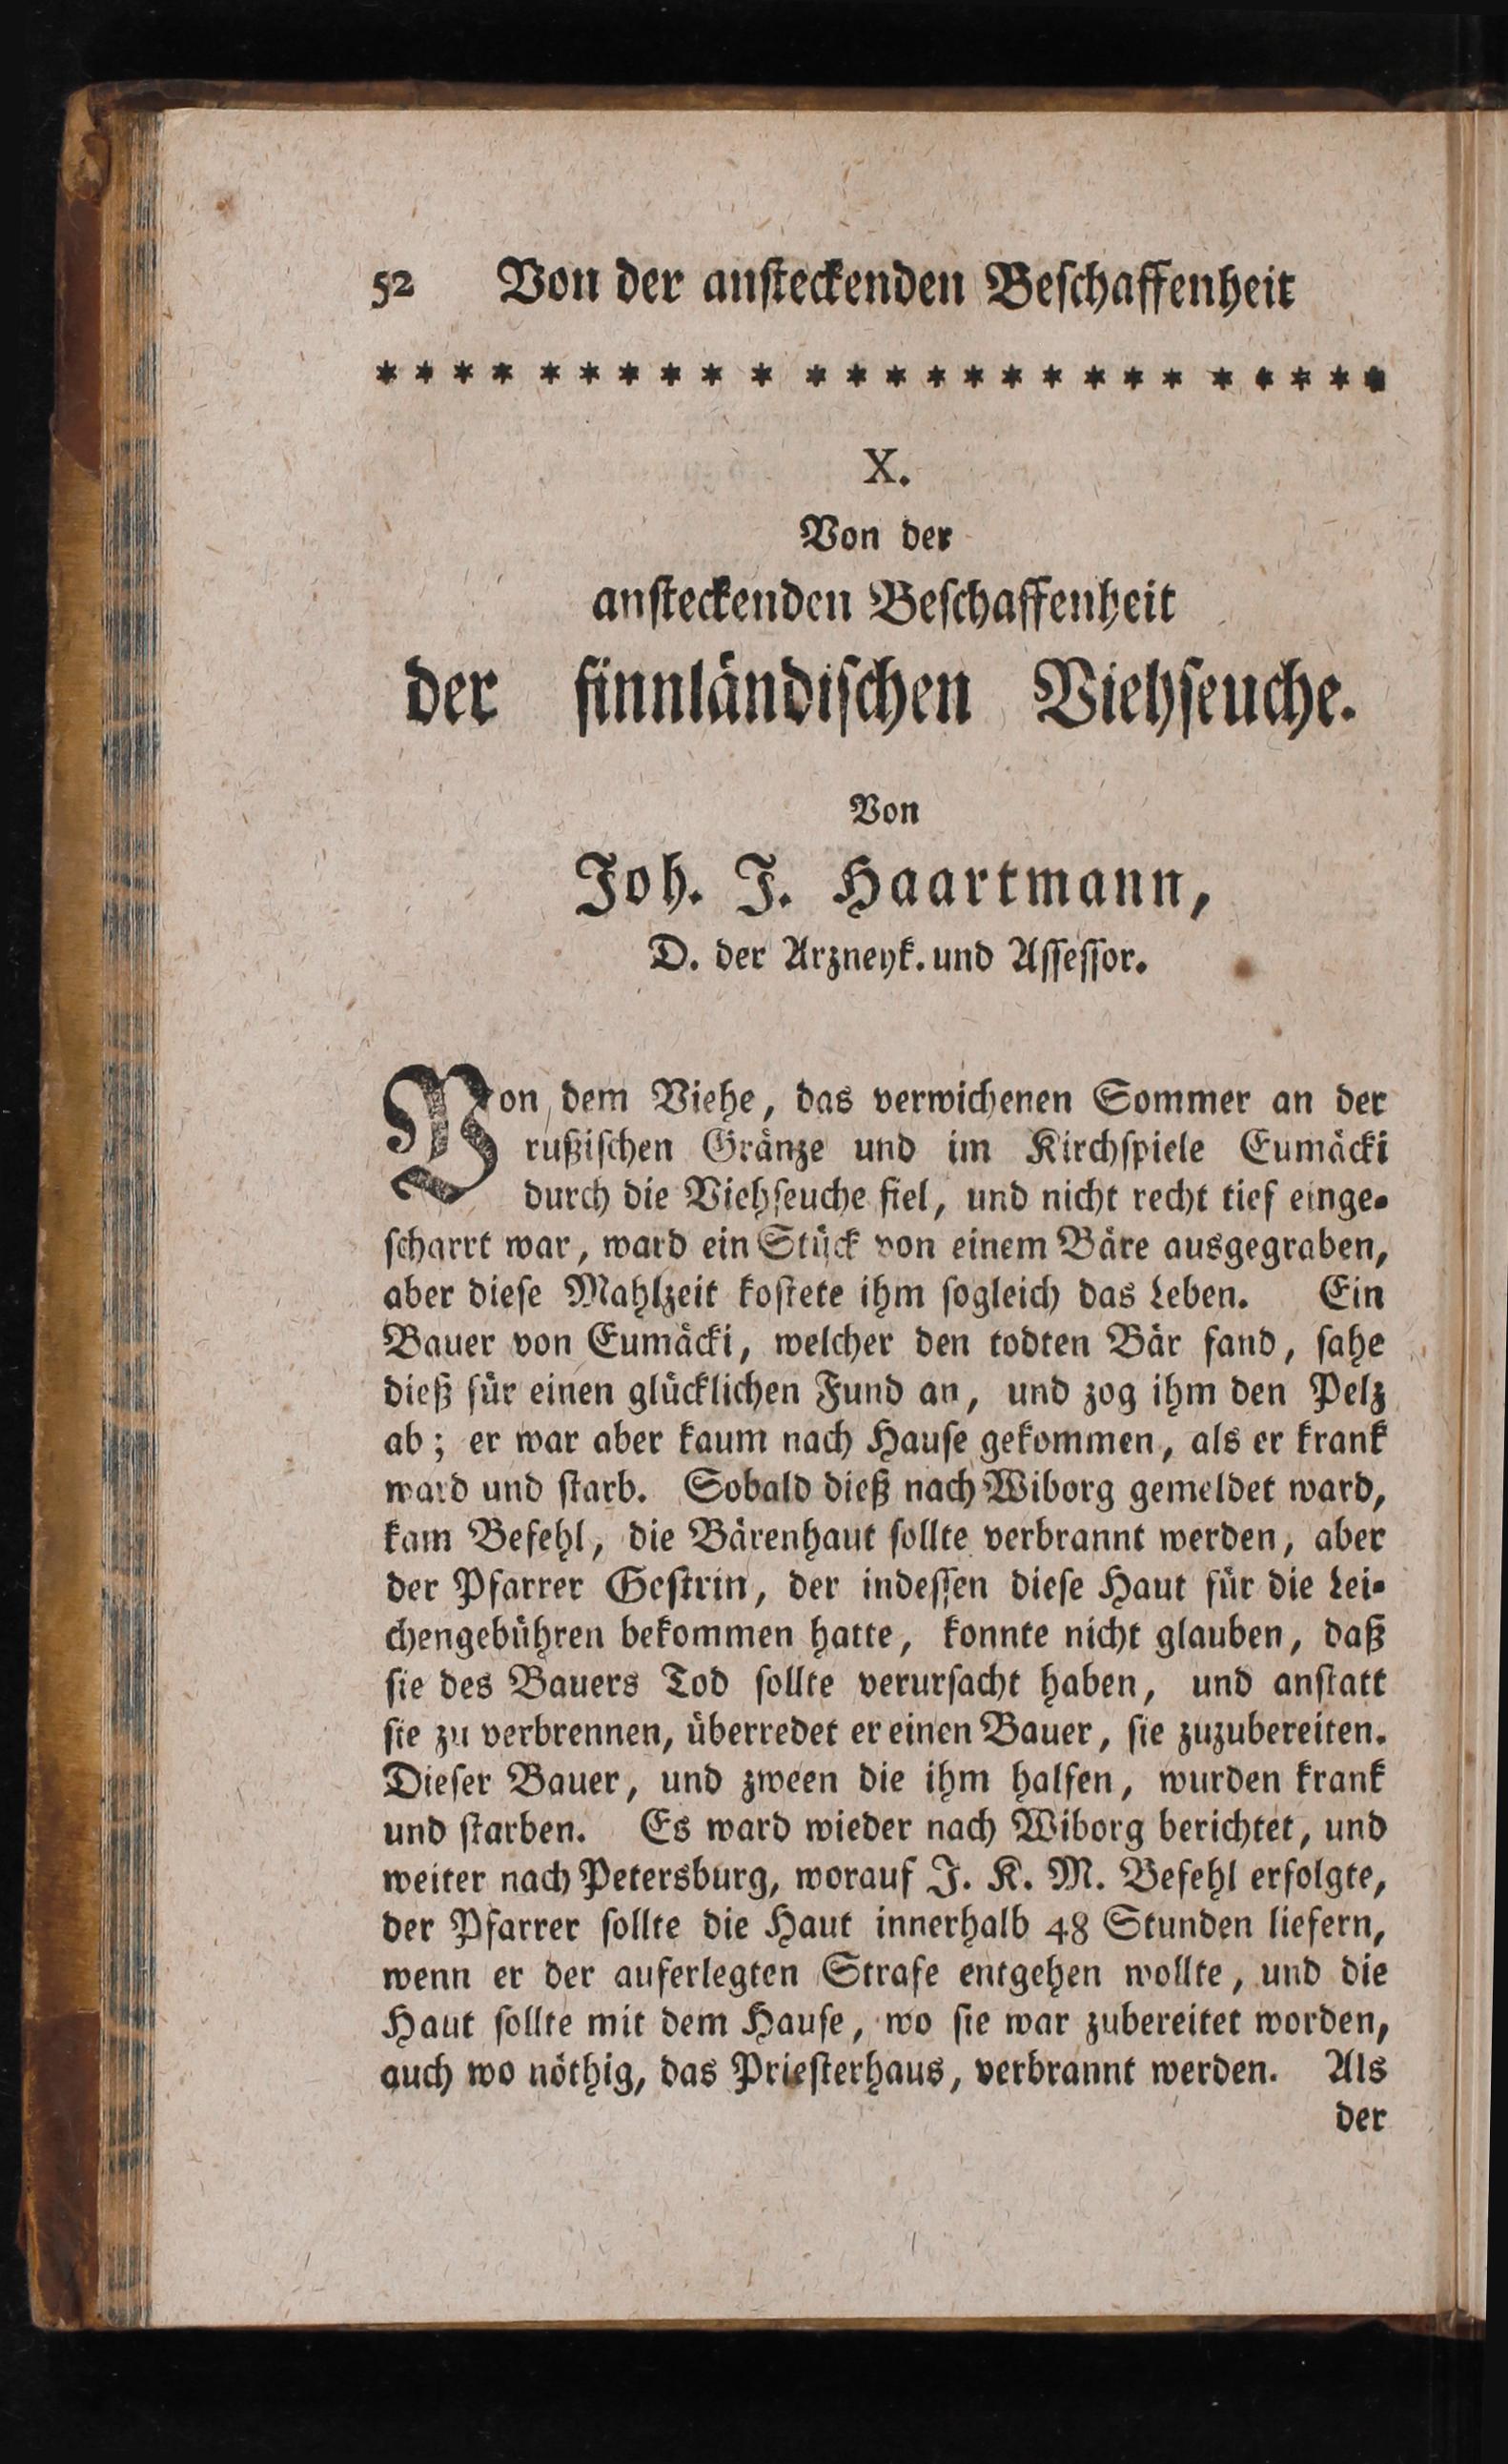 52 Von der ansteckenden Beschaffenheit
* * * * * * * * * * * * * * * * * * * * * * * * *
X.
Von der
ansteckenden Beschaffenheit
der finnländischen Viehseuche.
Von
Joh. J. Haartmann,
D. der Arzneyk. und Assessor.
Von dem Viehe, das verwichenen Sommer an der
rußischen Gränze und im Kirchspiele Eumäcki
durch die Viehseuche fiel, und nicht recht tief einge-
scharrt war, ward ein Stück von einem Bäre ausgegraben,
aber diese Mahlzeit kostete ihm sogleich das Leben. Ein
Bauer von Eumäcki, welcher den todten Bär fand, sahe
dieß für einen glücklichen Fund an, und zog ihm den Pelz
ab; er war aber kaum nach Hause gekommen, als er krank
ward und starb. Sobald dieß nach Wiborg gemeldet ward,
kam Befehl, die Bärenhaut sollte verbrannt werden, aber
der Pfarrer Gestrin, der indessen diese Haut für die Lei-
chengebühren bekommen hatte, konnte nicht glauben, daß
sie des Bauers Tod sollte verursacht haben, und anstatt
sie zu verbrennen, überredet er einen Bauer, sie zuzubereiten.
Dieser Bauer, und zween die ihm halfen, wurden krank
und starben. Es ward wieder nach Wiborg berichtet, und
weiter nach Petersburg, worauf J. K. M. Befehl erfolgte,
der Pfarrer sollte die Haut innerhalb 48 Stunden liefern,
wenn er der auferlegten Strafe entgehen wollte, und die
Haut sollte mit dem Hause, wo sie war zubereitet worden,
auch wo nöthig, das Priesterhaus, verbrannt werden. Als
der